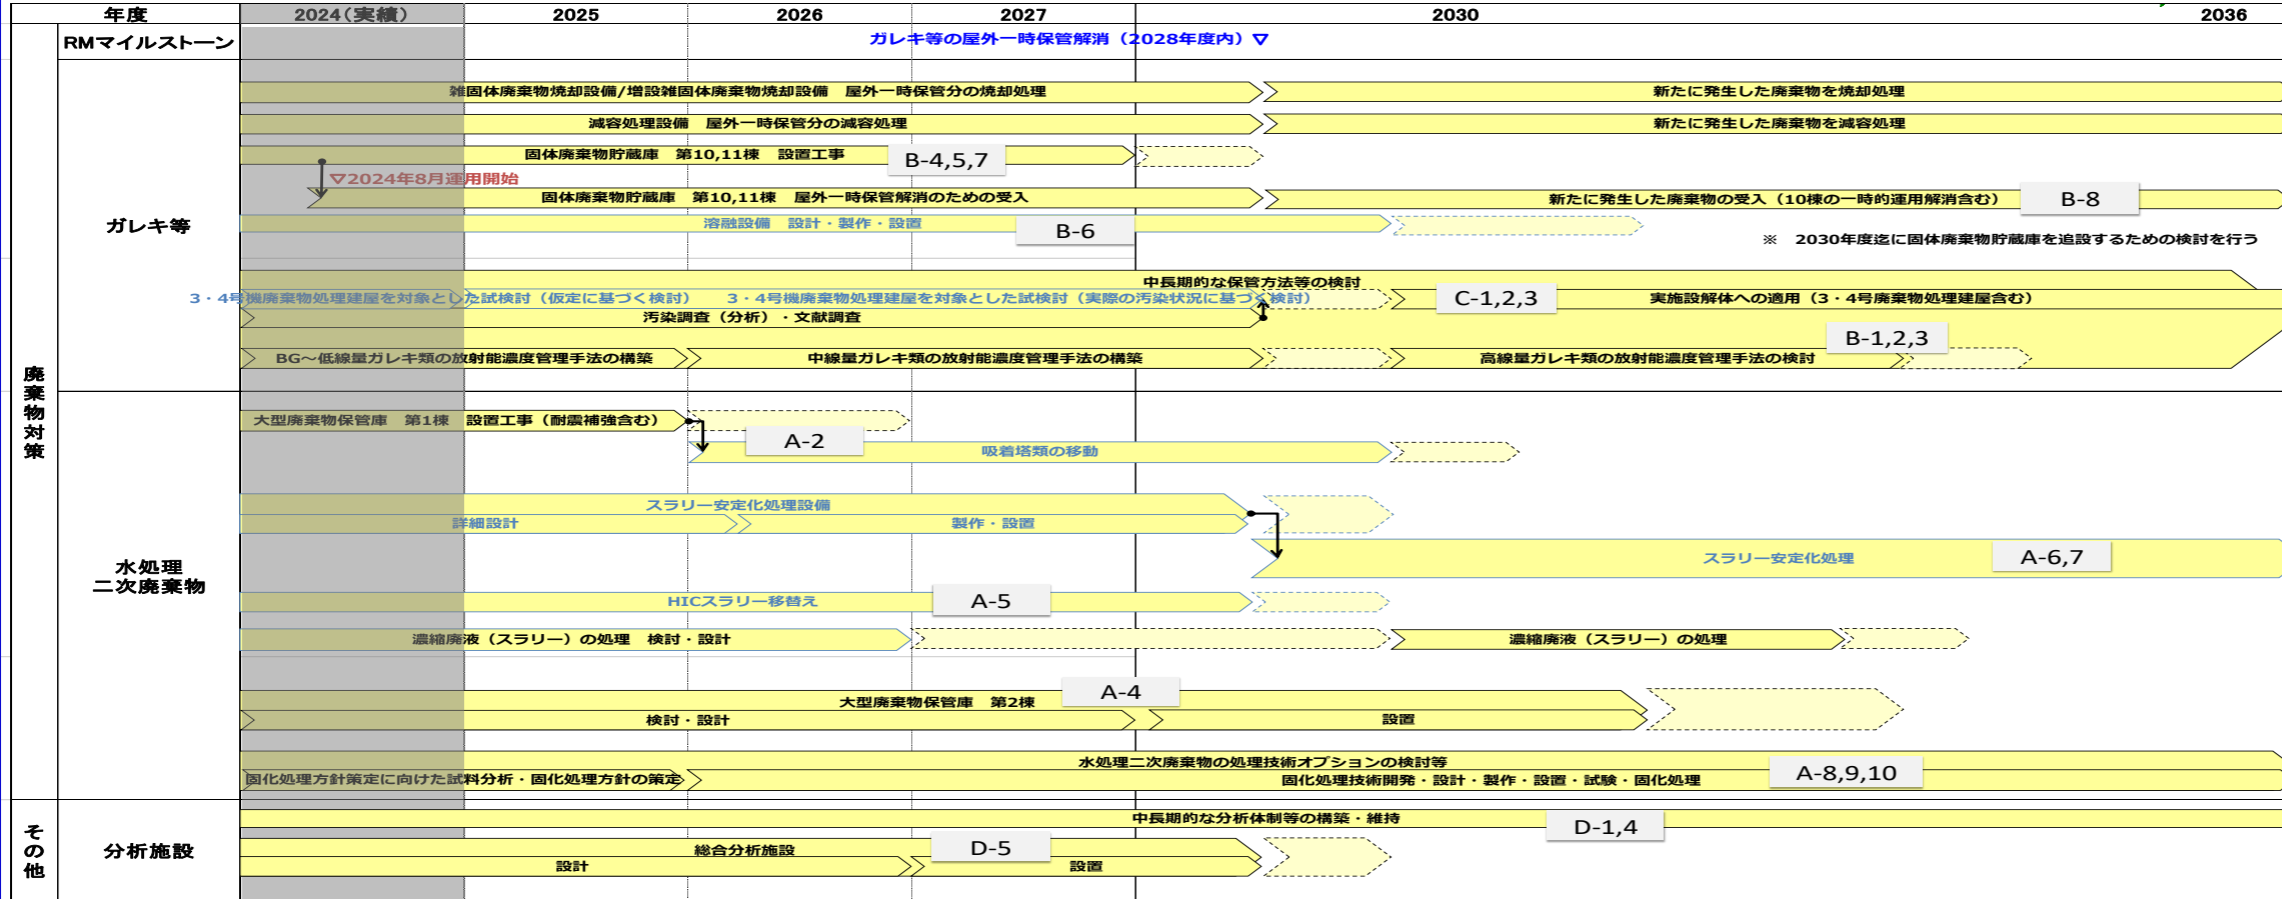 年度 2024(実績) 2025 2026 2027 2030 2036
RMマイルストーン
ガレキ等の屋外一時保管解消（2028年度内）▽
廃棄物対策
ガレキ等
雑固体廃棄物焼却設備/増設雑固体廃棄物焼却設備　屋外一時保管分の焼却処理
新たに発生した廃棄物を焼却処理
減容処理設備　屋外一時保管分の減容処理
新たに発生した廃棄物を減容処理
固体廃棄物貯蔵庫　第10,11棟　設置工事
B-4,5,7
▽2024年8月運用開始
固体廃棄物貯蔵庫　第10,11棟　屋外一時保管解消のための受入
新たに発生した廃棄物の受入（10棟の一時的運用解消含む）
B-8
溶融設備　設計・製作・設置
B-6
※　2030年度迄に固体廃棄物貯蔵庫を追設するための検討を行う
中長期的な保管方法等の検討
3・4号機廃棄物処理建屋を対象とした試検討（仮定に基づく検討）
3・4号機廃棄物処理建屋を対象とした試検討（実際の汚染状況に基づく検討）
C-1,2,3
実施設解体への適用（3・4号廃棄物処理建屋含む）
汚染調査（分析）・文献調査
B-1,2,3
BG～低線量ガレキ類の放射能濃度管理手法の構築
中線量ガレキ類の放射能濃度管理手法の構築
高線量ガレキ類の放射能濃度管理手法の検討
水処理
二次廃棄物
大型廃棄物保管庫　第1棟　設置工事（耐震補強含む）
A-2
吸着塔類の移動
スラリー安定化処理設備
詳細設計
製作・設置
スラリー安定化処理
A-6,7
HICスラリー移替え
A-5
濃縮廃液（スラリー）の処理　検討・設計
濃縮廃液（スラリー）の処理
A-4
大型廃棄物保管庫　第2棟
検討・設計
設置
水処理二次廃棄物の処理技術オプションの検討等
固化処理方針策定に向けた試料分析・固化処理方針の策定
固化処理技術開発・設計・製作・設置・試験・固化処理
A-8,9,10
その他
分析施設
中長期的な分析体制等の構築・維持
D-1,4
総合分析施設
D-5
設計
設置